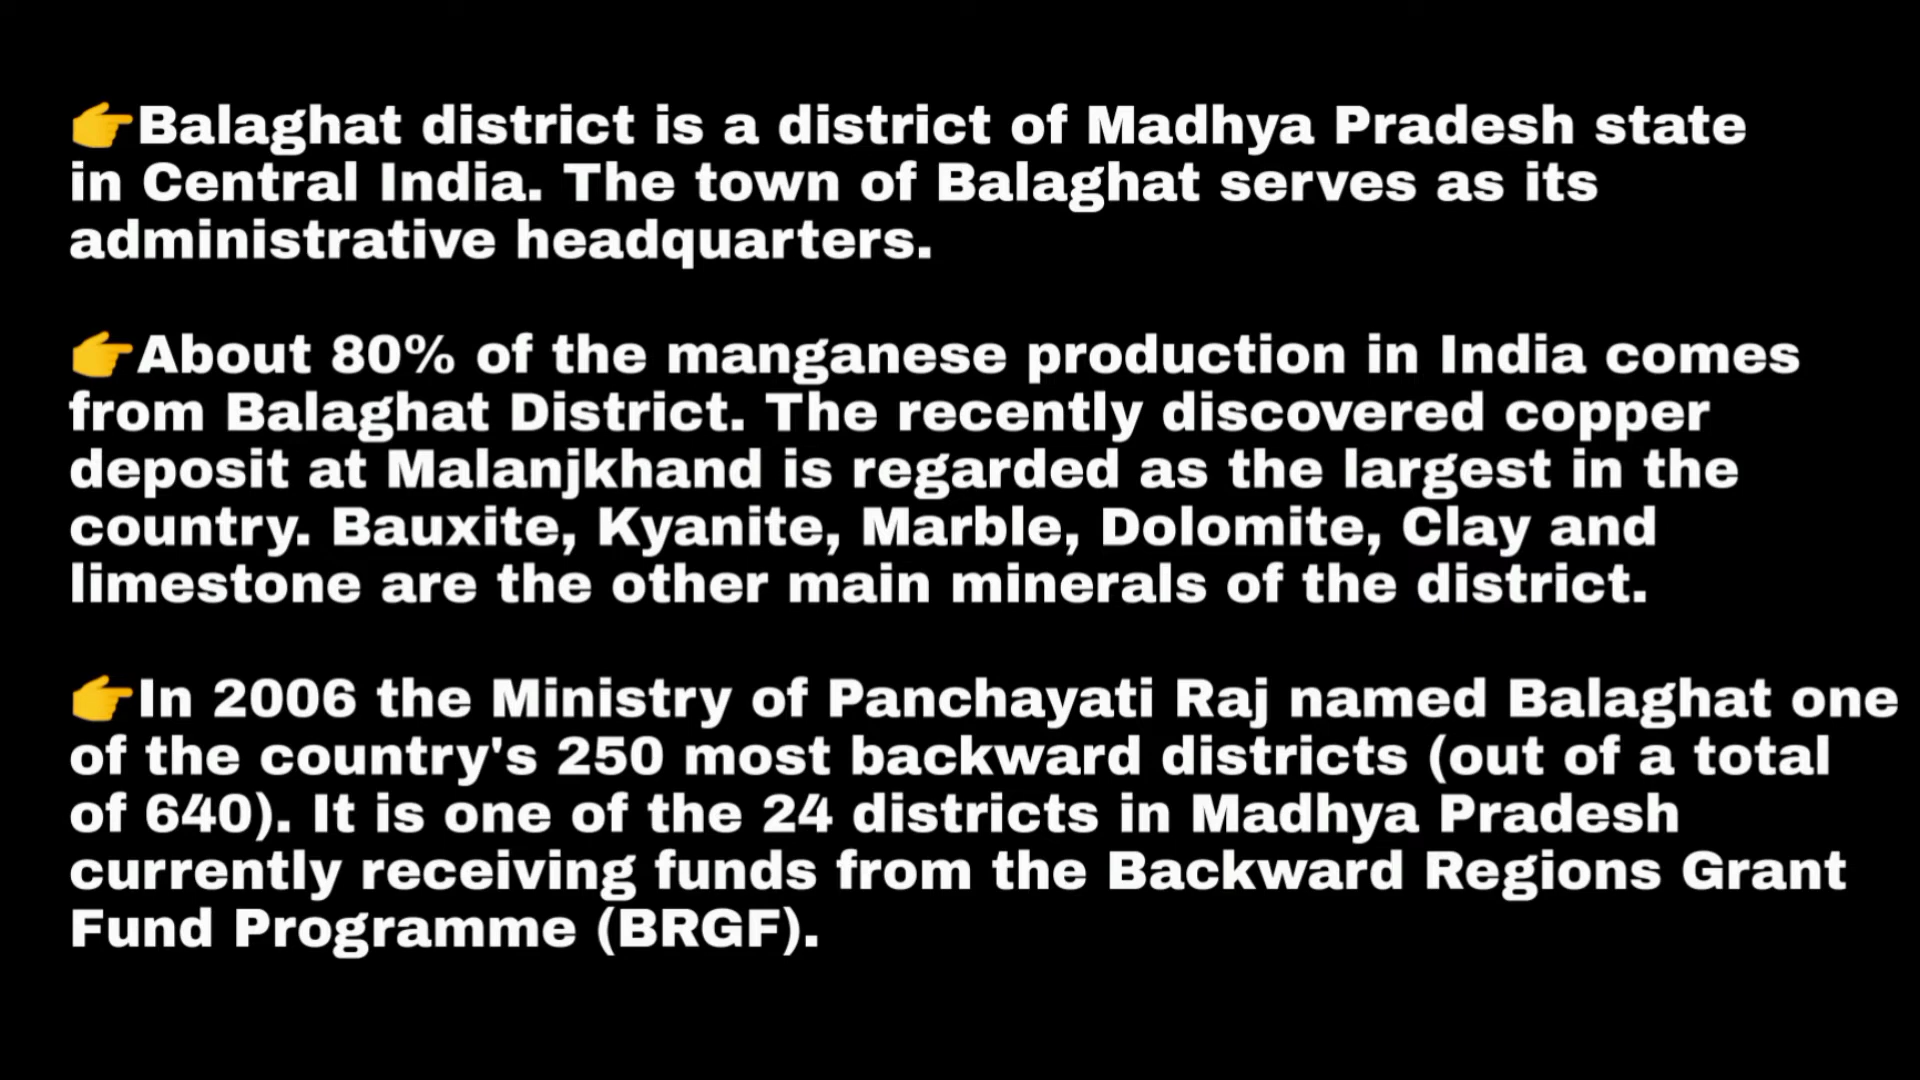 👉Balaghat district is a district of Madhya Pradesh state
in Central India. The town of Balaghat serves as its
administrative headquarters.
👉About 80% of the manganese production in India comes
from Balaghat District. The recently discovered copper
deposit at Malanjkhand is regarded as the largest in the
country. Bauxite, Kyanite, Marble, Dolomite, Clay and
limestone are the other main minerals of the district.
👉In 2006 the Ministry of Panchayati Raj named Balaghat one
of the country's 250 most backward districts (out of a total
of 640). It is one of the 24 districts in Madhya Pradesh
currently receiving funds from the Backward Regions Grant
Fund Programme (BRGF).